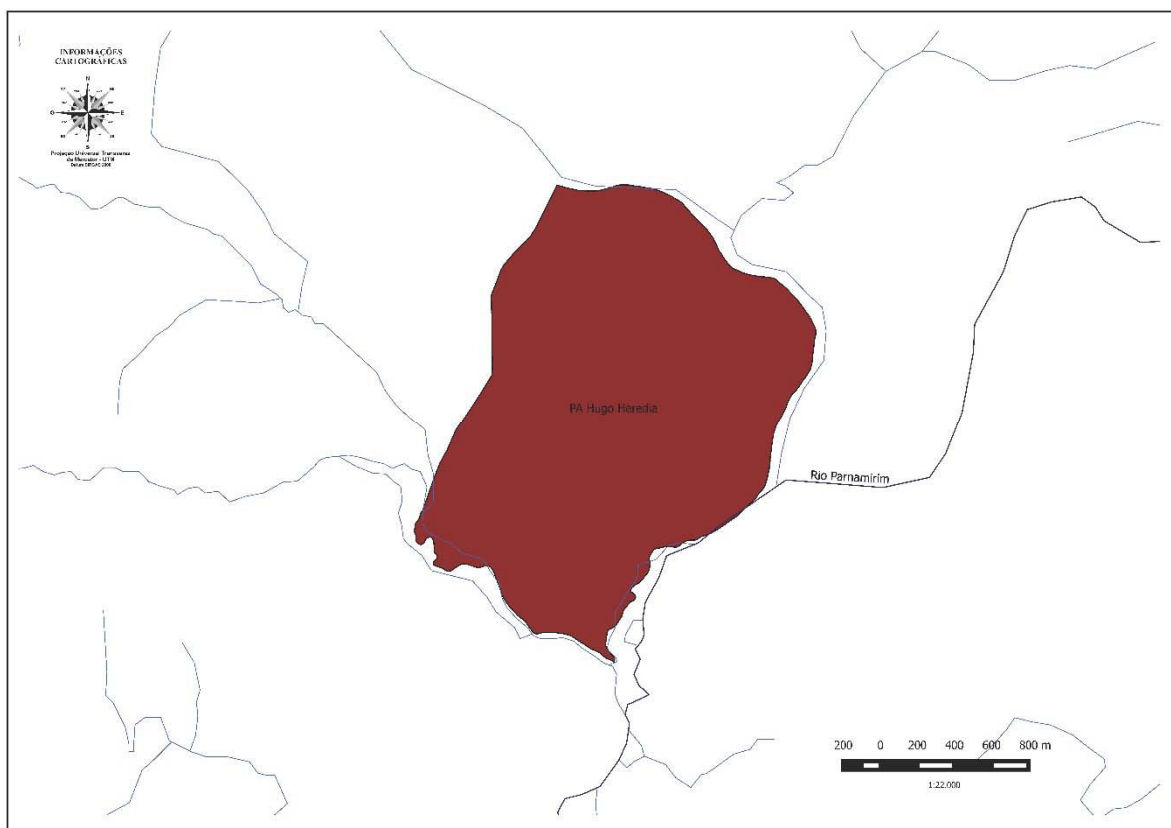 INFORMAÇÕES
CARTOGRÁFICAS
N
O
E
S
Projeção Universal Transversa
de Mercator - UTM
Datum SIRGAS 2000
PA Hugo Heredia
Rio Parnamirim
200 0 200 400 600 800 m
1:22.000